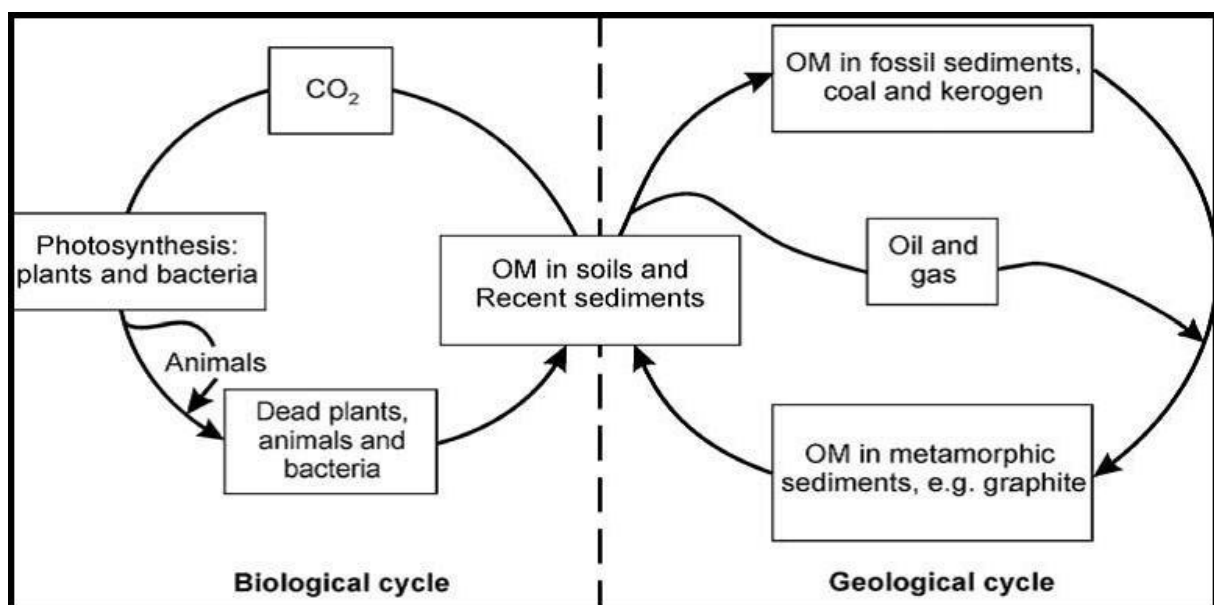 CO₂
Photosynthesis:
plants and bacteria
Animals
Dead plants,
animals and
bacteria
OM in soils and
Recent sediments
Biological cycle
OM in fossil sediments,
coal and kerogen
Oil and
gas
OM in metamorphic
sediments, e.g. graphite
Geological cycle